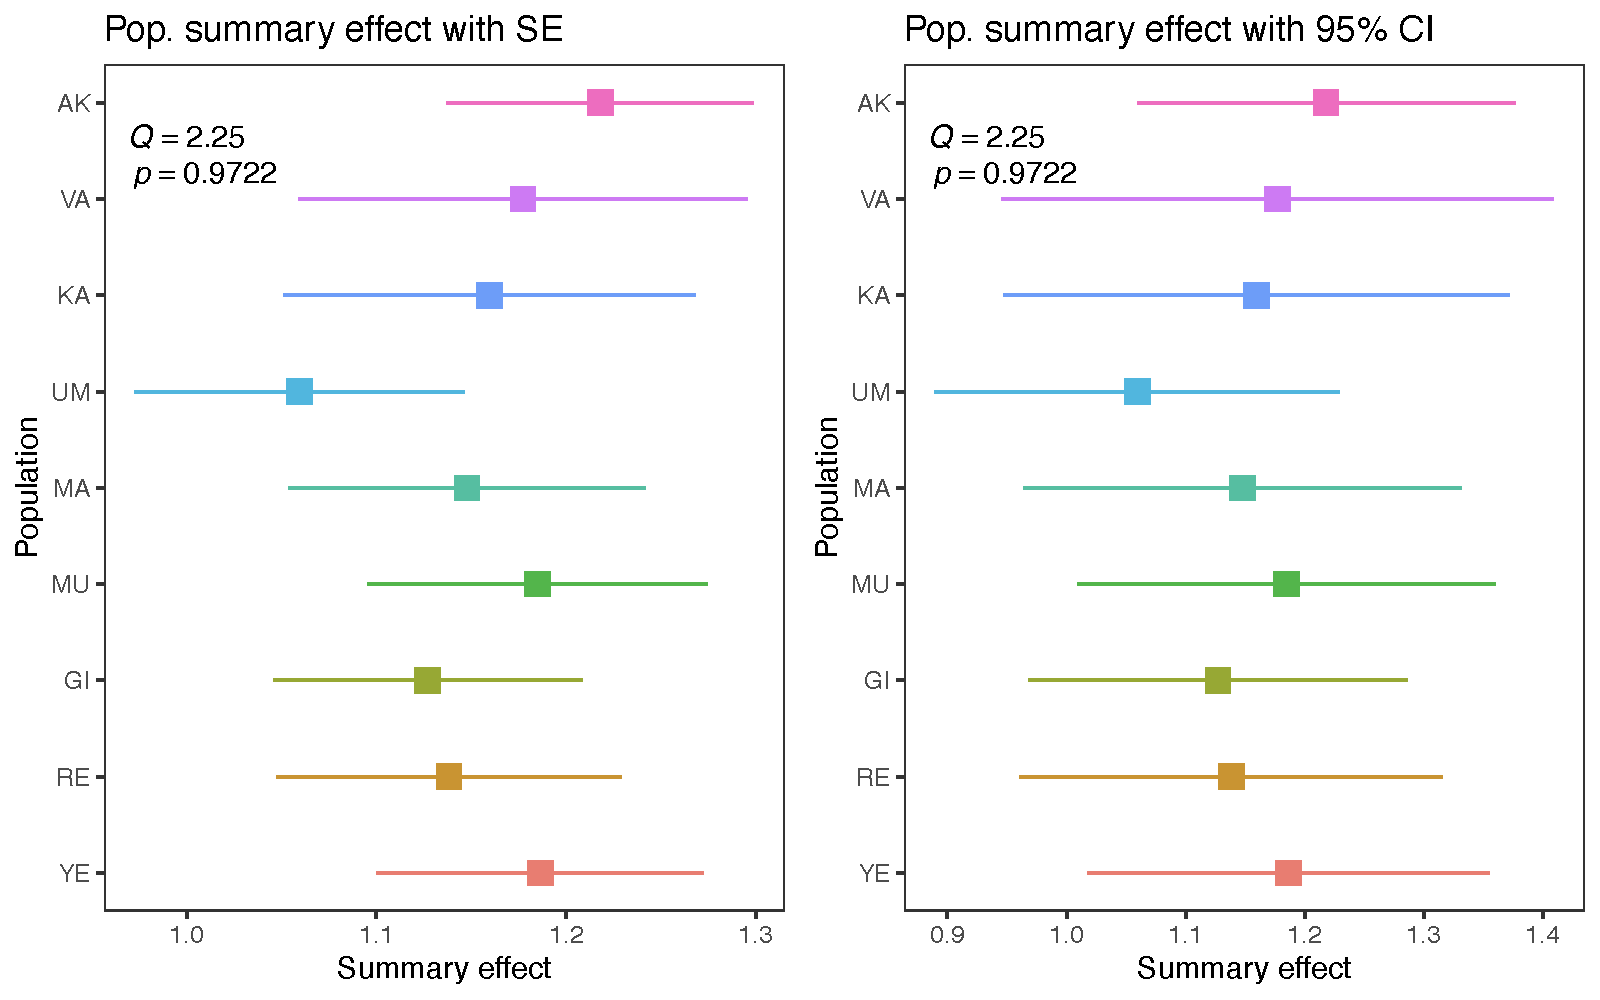 Pop. summary effect with SE
AK
VA
KA
UM
MA
MU
GI
RE
YE
Population
Q = 2.25
p = 0.9722
1.0 1.1 1.2 1.3
Summary effect
Pop. summary effect with 95% CI
AK
VA
KA
UM
MA
MU
GI
RE
YE
Population
Q = 2.25
p = 0.9722
0.9 1.0 1.1 1.2 1.3 1.4
Summary effect